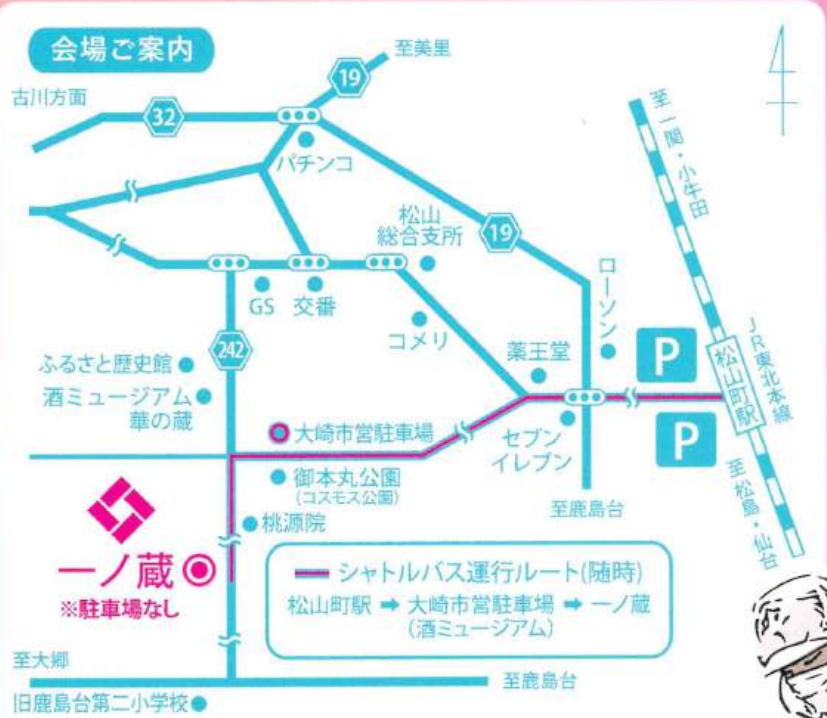 会場ご案内
至美里
19
古川方面
32
パチンコ
至一関・小牛田
松山
総合支所
19
ローソン
GS
交番
コメリ
242
薬王堂
P
JR東北本線
松山町駅
ふるさと歴史館
酒ミュージアム
華の蔵
大崎市営駐車場
セブン
イレブン
P
御本丸公園
(コスモス公園)
至鹿島台
至松島・仙台
桃源院
一ノ蔵
※駐車場なし
シャトルバス運行ルート(随時)
松山町駅 ➡ 大崎市営駐車場 ➡ 一ノ蔵
(酒ミュージアム)
至大郷
至鹿島台
旧鹿島台第二小学校